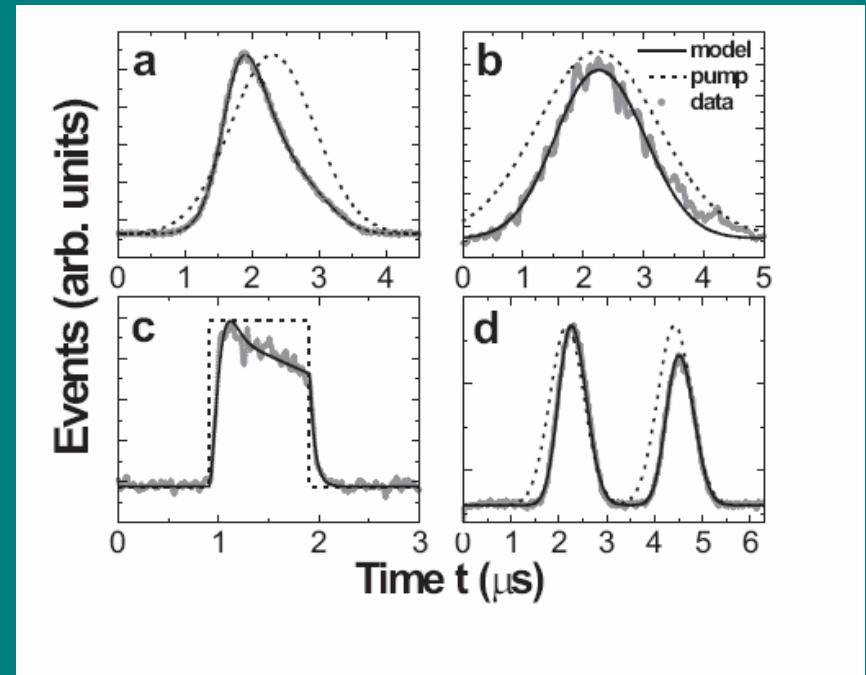 a
b
model
pump
data
0 1 2 3 4
0 1 2 3 4 5
Events (arb. units)
c
d
0 1 2 3
0 1 2 3 4 5 6
Time t (μs)